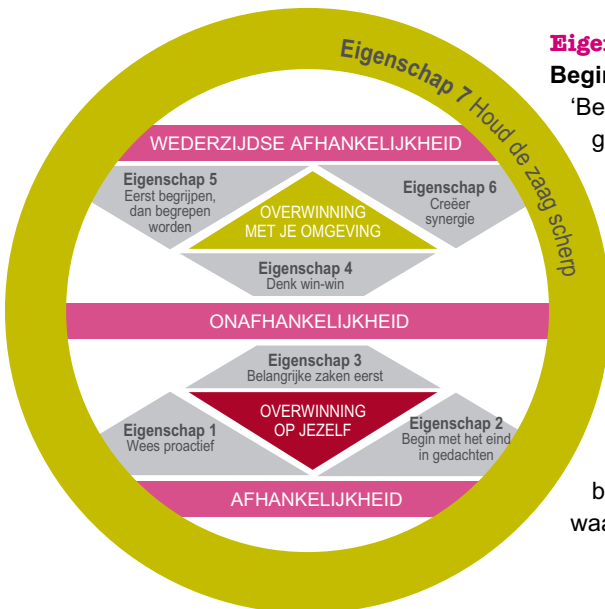 Eigenschap 7 Houd de zaag scherp
WEDERZIJDSE AFHANKELIJKHEID
Eigenschap 5
Eerst begrijpen,
dan begrepen
worden
OVERWINNING
MET JE OMGEVING
Eigenschap 6
Creëer
synergie
Eigenschap 4
Denk win-win
ONAFHANKELIJKHEID
Eigenschap 3
Belangrijke zaken eerst
Eigenschap 1
Wees proactief
OVERWINNING
OP JEZELF
Eigenschap 2
Begin met het eind
in gedachten
AFHANKELIJKHEID